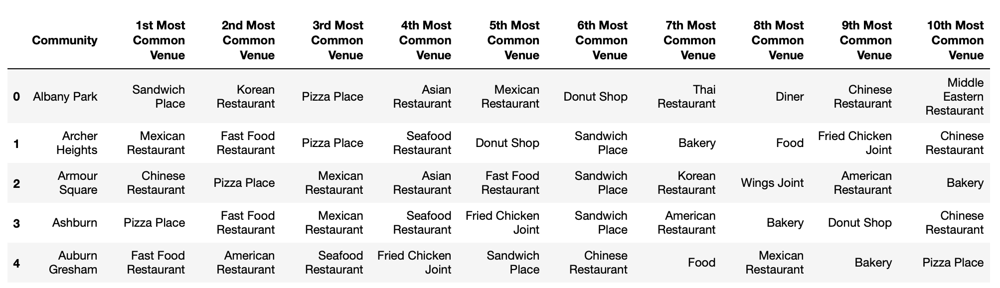 Community 1st Most Common Venue 2nd Most Common Venue 3rd Most Common Venue 4th Most Common Venue 5th Most Common Venue 6th Most Common Venue 7th Most Common Venue 8th Most Common Venue 9th Most Common Venue 10th Most Common Venue
0 Albany Park Sandwich Place Korean Restaurant Pizza Place Asian Restaurant Mexican Restaurant Donut Shop Thai Restaurant Diner Chinese Restaurant Middle Eastern Restaurant
1 Archer Heights Mexican Restaurant Fast Food Restaurant Pizza Place Seafood Restaurant Donut Shop Sandwich Place Bakery Food Fried Chicken Joint Chinese Restaurant
2 Armour Square Chinese Restaurant Pizza Place Mexican Restaurant Asian Restaurant Fast Food Restaurant Sandwich Place Korean Restaurant Wings Joint American Restaurant Bakery
3 Ashburn Pizza Place Fast Food Restaurant Mexican Restaurant Seafood Restaurant Fried Chicken Joint Sandwich Place American Restaurant Bakery Donut Shop Chinese Restaurant
4 Auburn Gresham Fast Food Restaurant American Restaurant Seafood Restaurant Fried Chicken Joint Sandwich Place Chinese Restaurant Food Mexican Restaurant Bakery Pizza Place